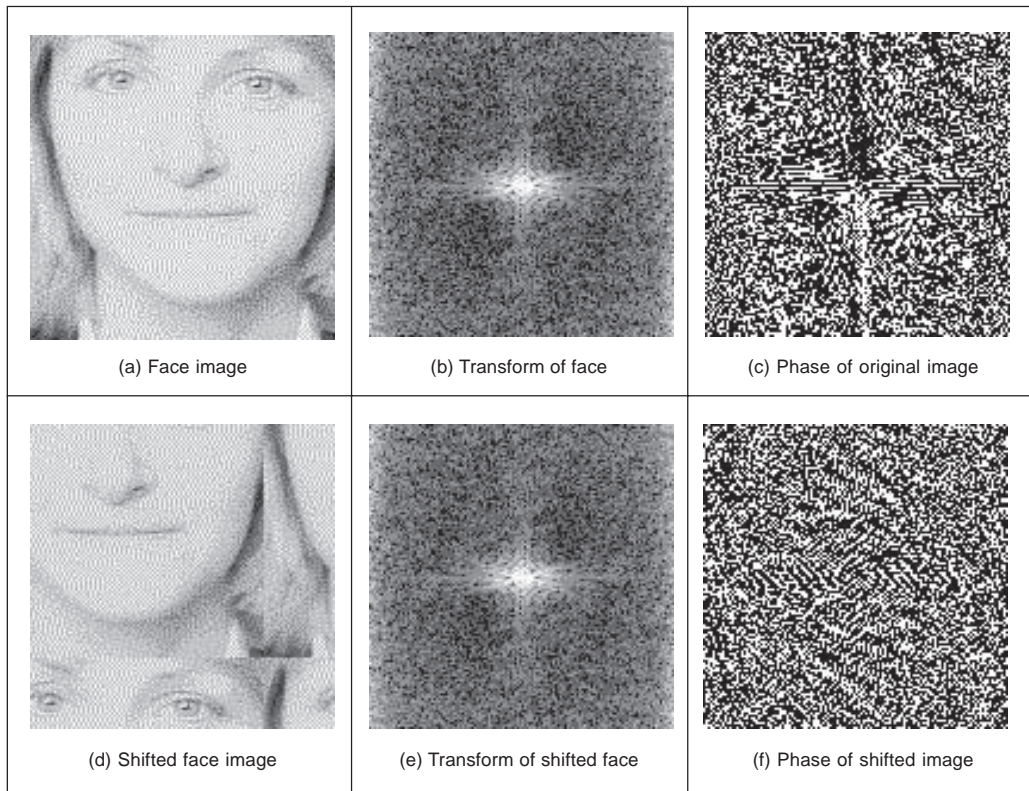 (a) Face image
(b) Transform of face
(c) Phase of original image
(d) Shifted face image
(e) Transform of shifted face
(f) Phase of shifted image